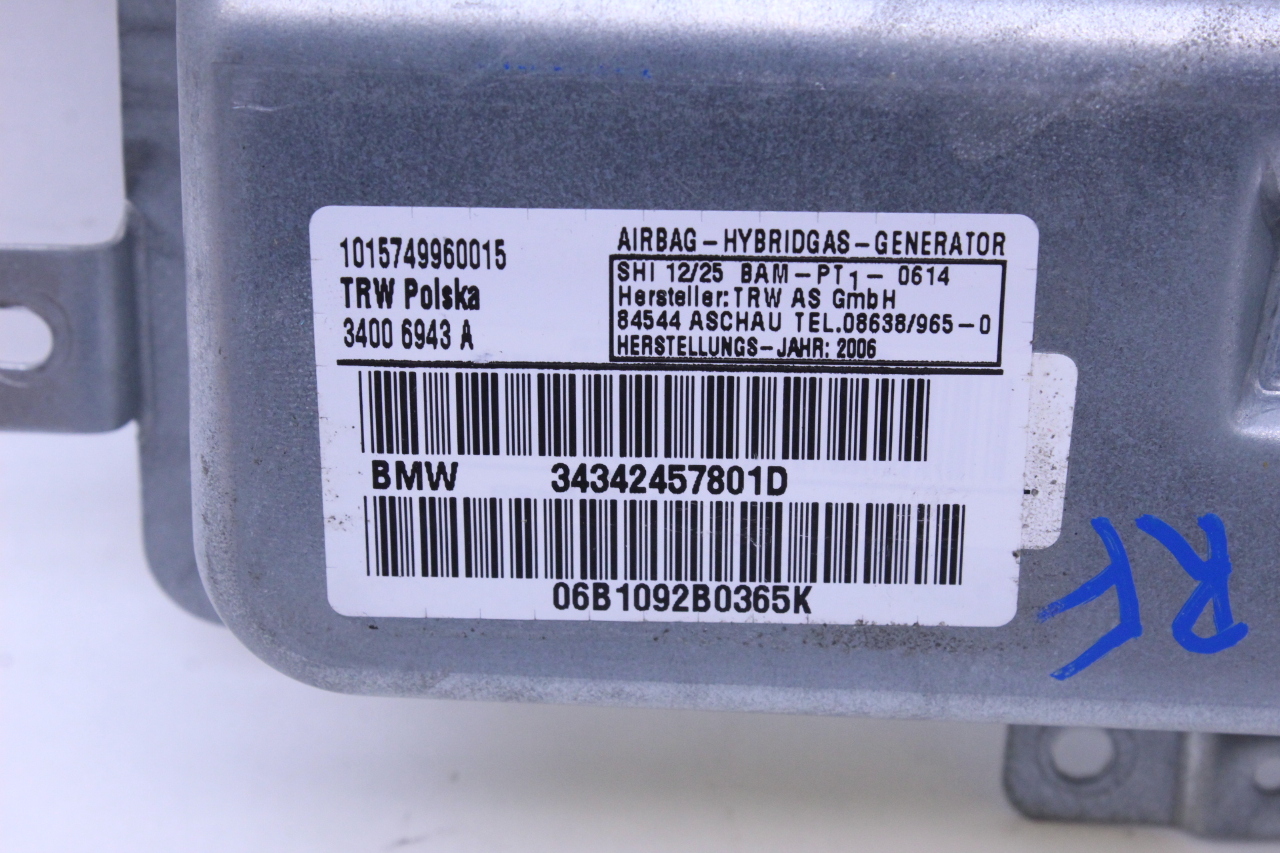 1015749960015
TRW Polska
3400 6943 A
AIRBAG-HYBRIDGAS-GENERATOR
SHI 12/25 BAM-PT1- 0614
Hersteller: TRW AS GmbH
84544 ASCHAU TEL.08638/965-0
HERSTELLUNGS-JAHR: 2006
BMW 34342457801D
06B1092B0365K
RF